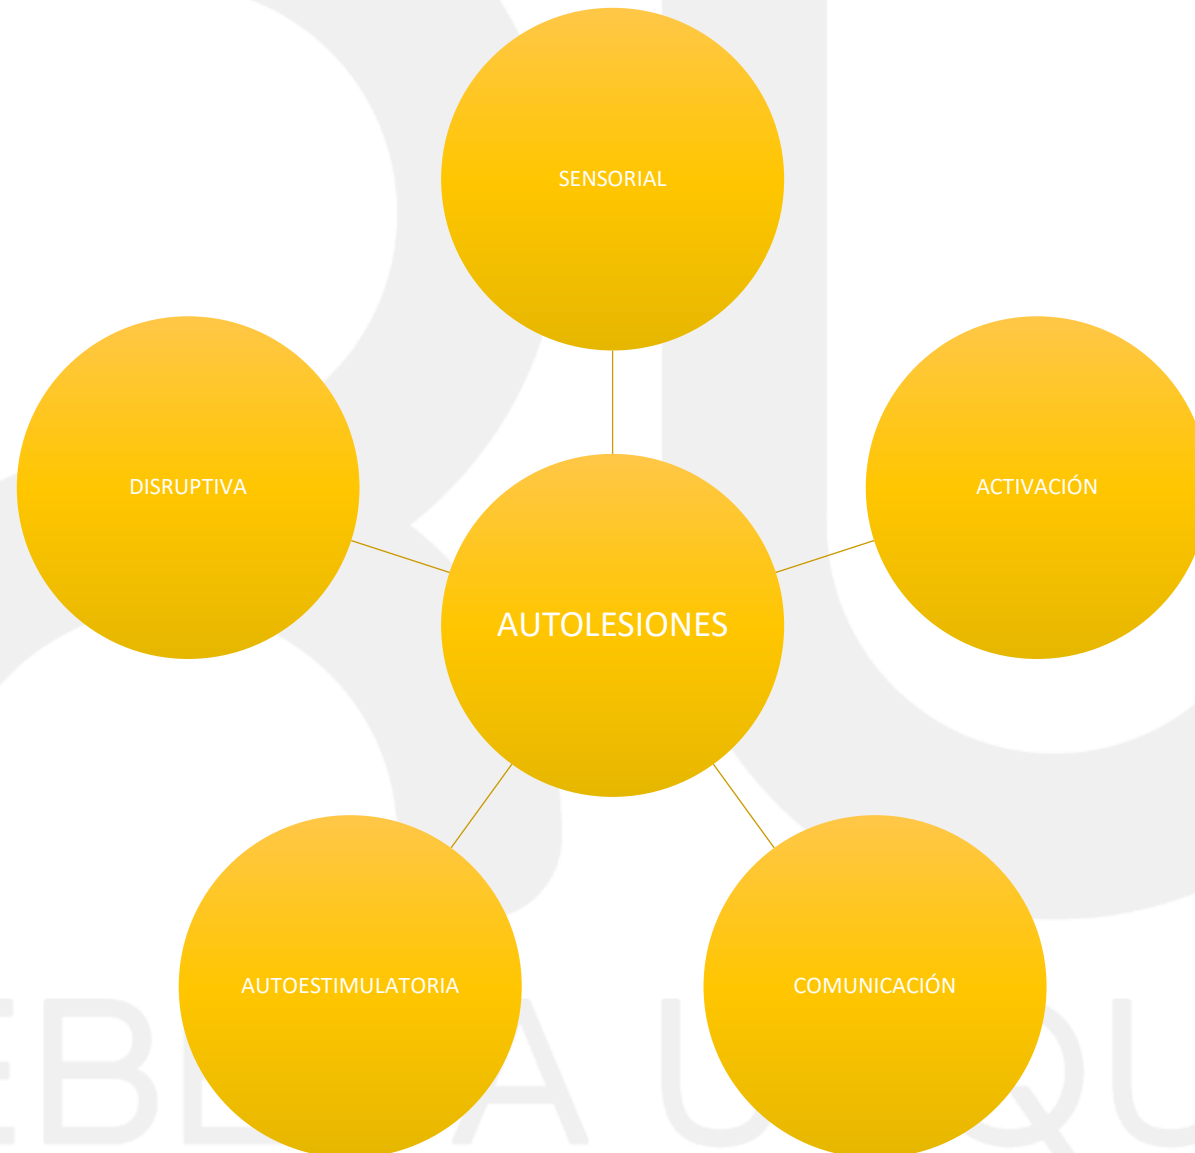 SENSORIAL
DISRUPTIVA
ACTIVACIÓN
AUTOLESIONES
AUTOESTIMULATORIA
COMUNICACIÓN